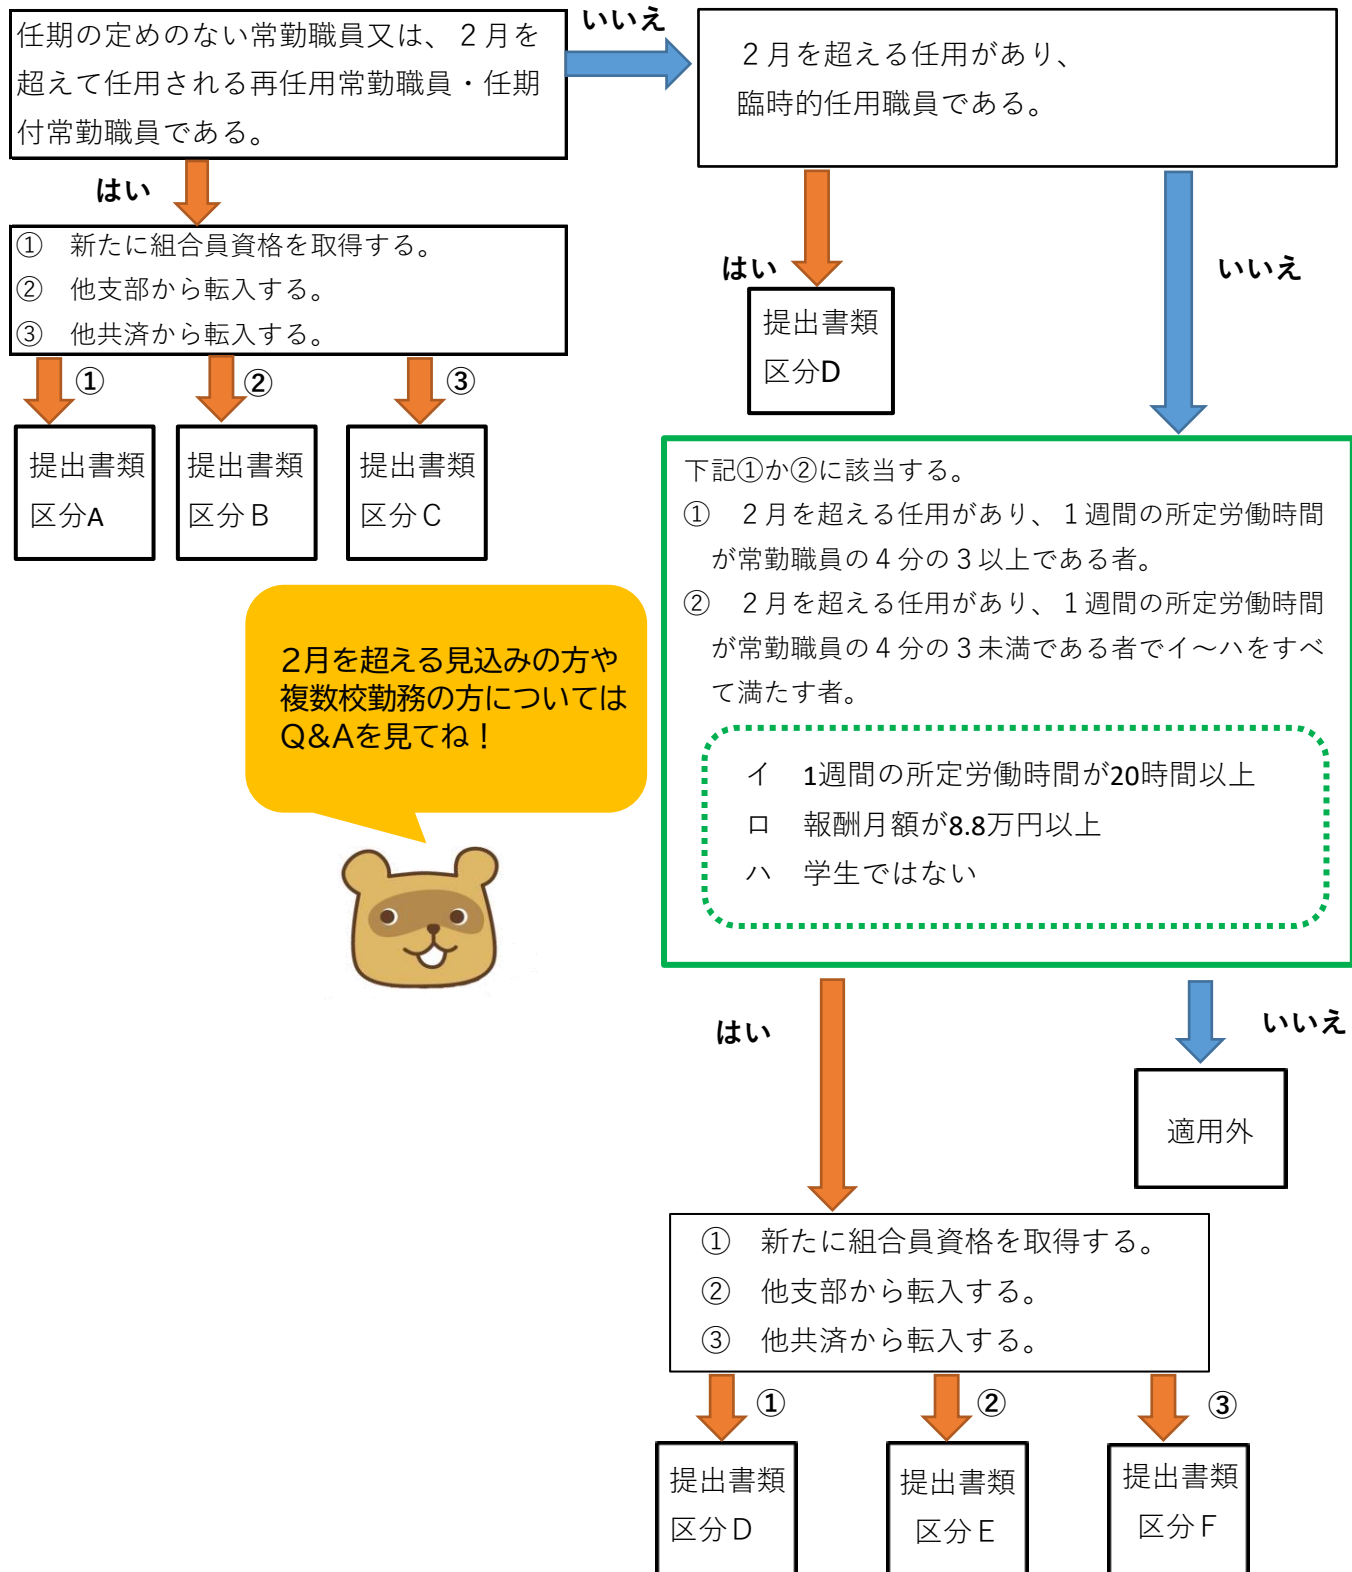 任期の定めのない常勤職員又は、２月を
超えて任用される再任用常勤職員・任期
付常勤職員である。
いいえ
２月を超える任用があり、
臨時的任用職員である。
はい
①　新たに組合員資格を取得する。
②　他支部から転入する。
③　他共済から転入する。
①
②
③
提出書類
区分A
提出書類
区分Ｂ
提出書類
区分Ｃ
はい
いいえ
提出書類
区分D
下記①か②に該当する。
①　２月を超える任用があり、１週間の所定労働時間
が常勤職員の４分の３以上である者。
②　２月を超える任用があり、１週間の所定労働時間
が常勤職員の４分の３未満である者でイ～ハをすべ
て満たす者。
イ　1週間の所定労働時間が20時間以上
ロ　報酬月額が8.8万円以上
ハ　学生ではない
２月を超える見込みの方や
複数校勤務の方については
Q&Aを見てね！
はい
いいえ
適用外
①　新たに組合員資格を取得する。
②　他支部から転入する。
③　他共済から転入する。
①
②
③
提出書類
区分Ｄ
提出書類
区分Ｅ
提出書類
区分Ｆ